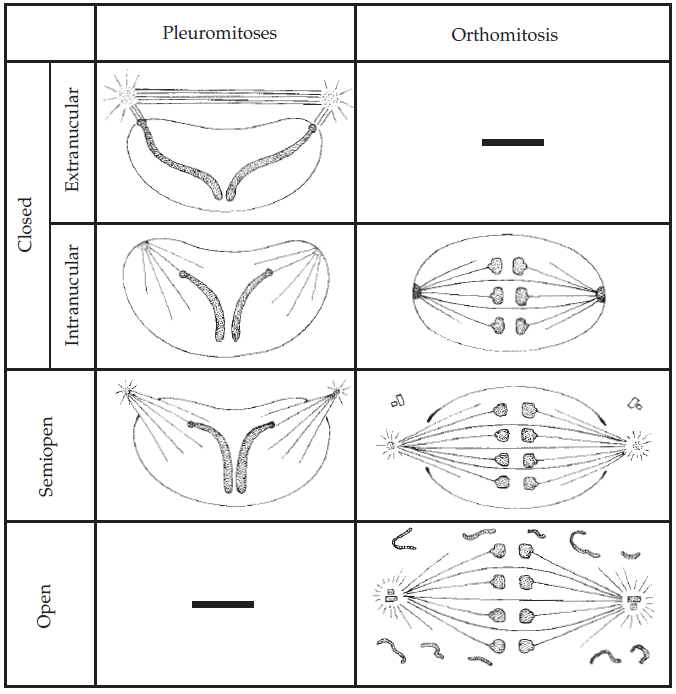 Pleuromitoses
Orthomitosis
Closed
Extranucular
Intranucular
Semiopen
Open